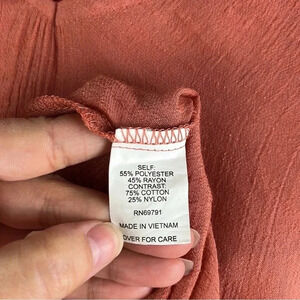 SELF:
55% POLYESTER
45% RAYON
CONTRAST:
75% COTTON
25% NYLON
RN69791
MADE IN VIETNAM
OVER FOR CARE